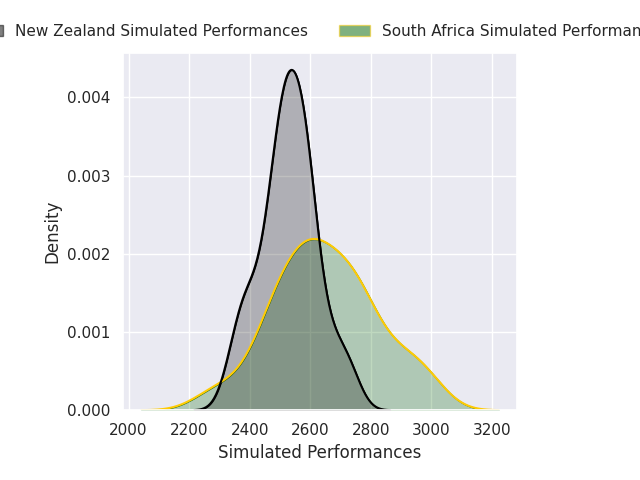 New Zealand Simulated Performances South Africa Simulated
0.004
0.003
0.002
0.001
0.000
Density
2000 2200 2400 2600 2800 3000 3200
Simulated Performances